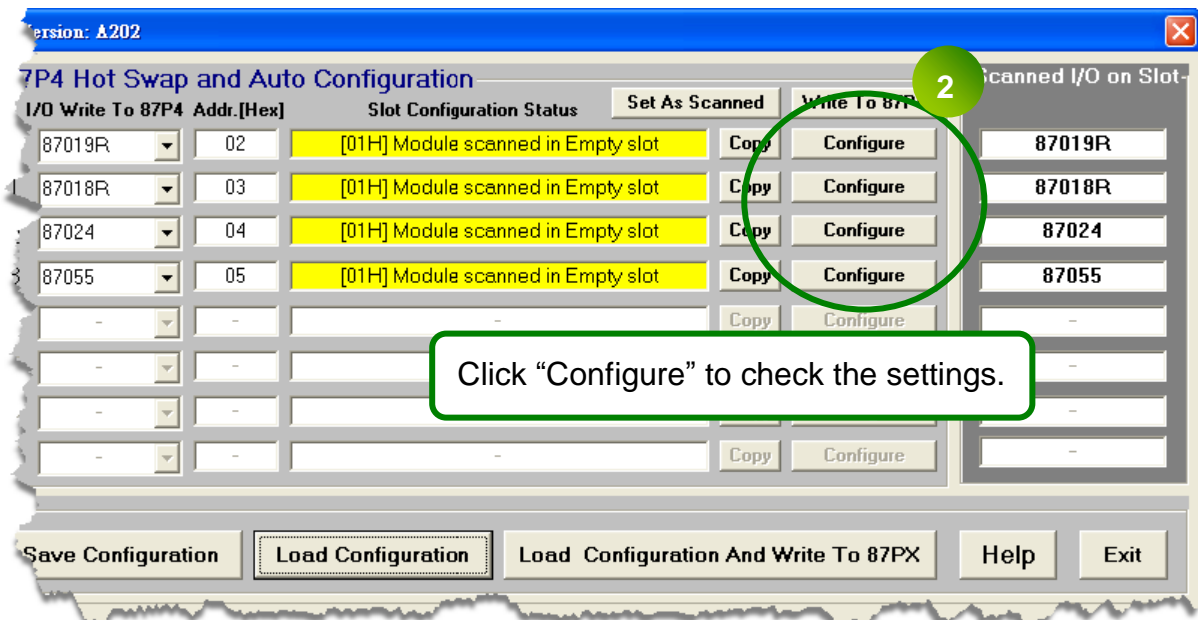 Version: A202
7P4 Hot Swap and Auto Configuration
2
Scanned I/O on Slot
I/O Write To 87P4 Addr.[Hex] Slot Configuration Status Set As Scanned Write To 87P
87019R 02 [01H] Module scanned in Empty slot Copy Configure 87019R
87018R 03 [01H] Module scanned in Empty slot Copy Configure 87018R
87024 04 [01H] Module scanned in Empty slot Copy Configure 87024
87055 05 [01H] Module scanned in Empty slot Copy Configure 87055
- - - Copy Configure -
Click “Configure” to check the settings.
- - -
- - -
- - - Copy Configure -
Save Configuration Load Configuration Load Configuration And Write To 87PX Help Exit